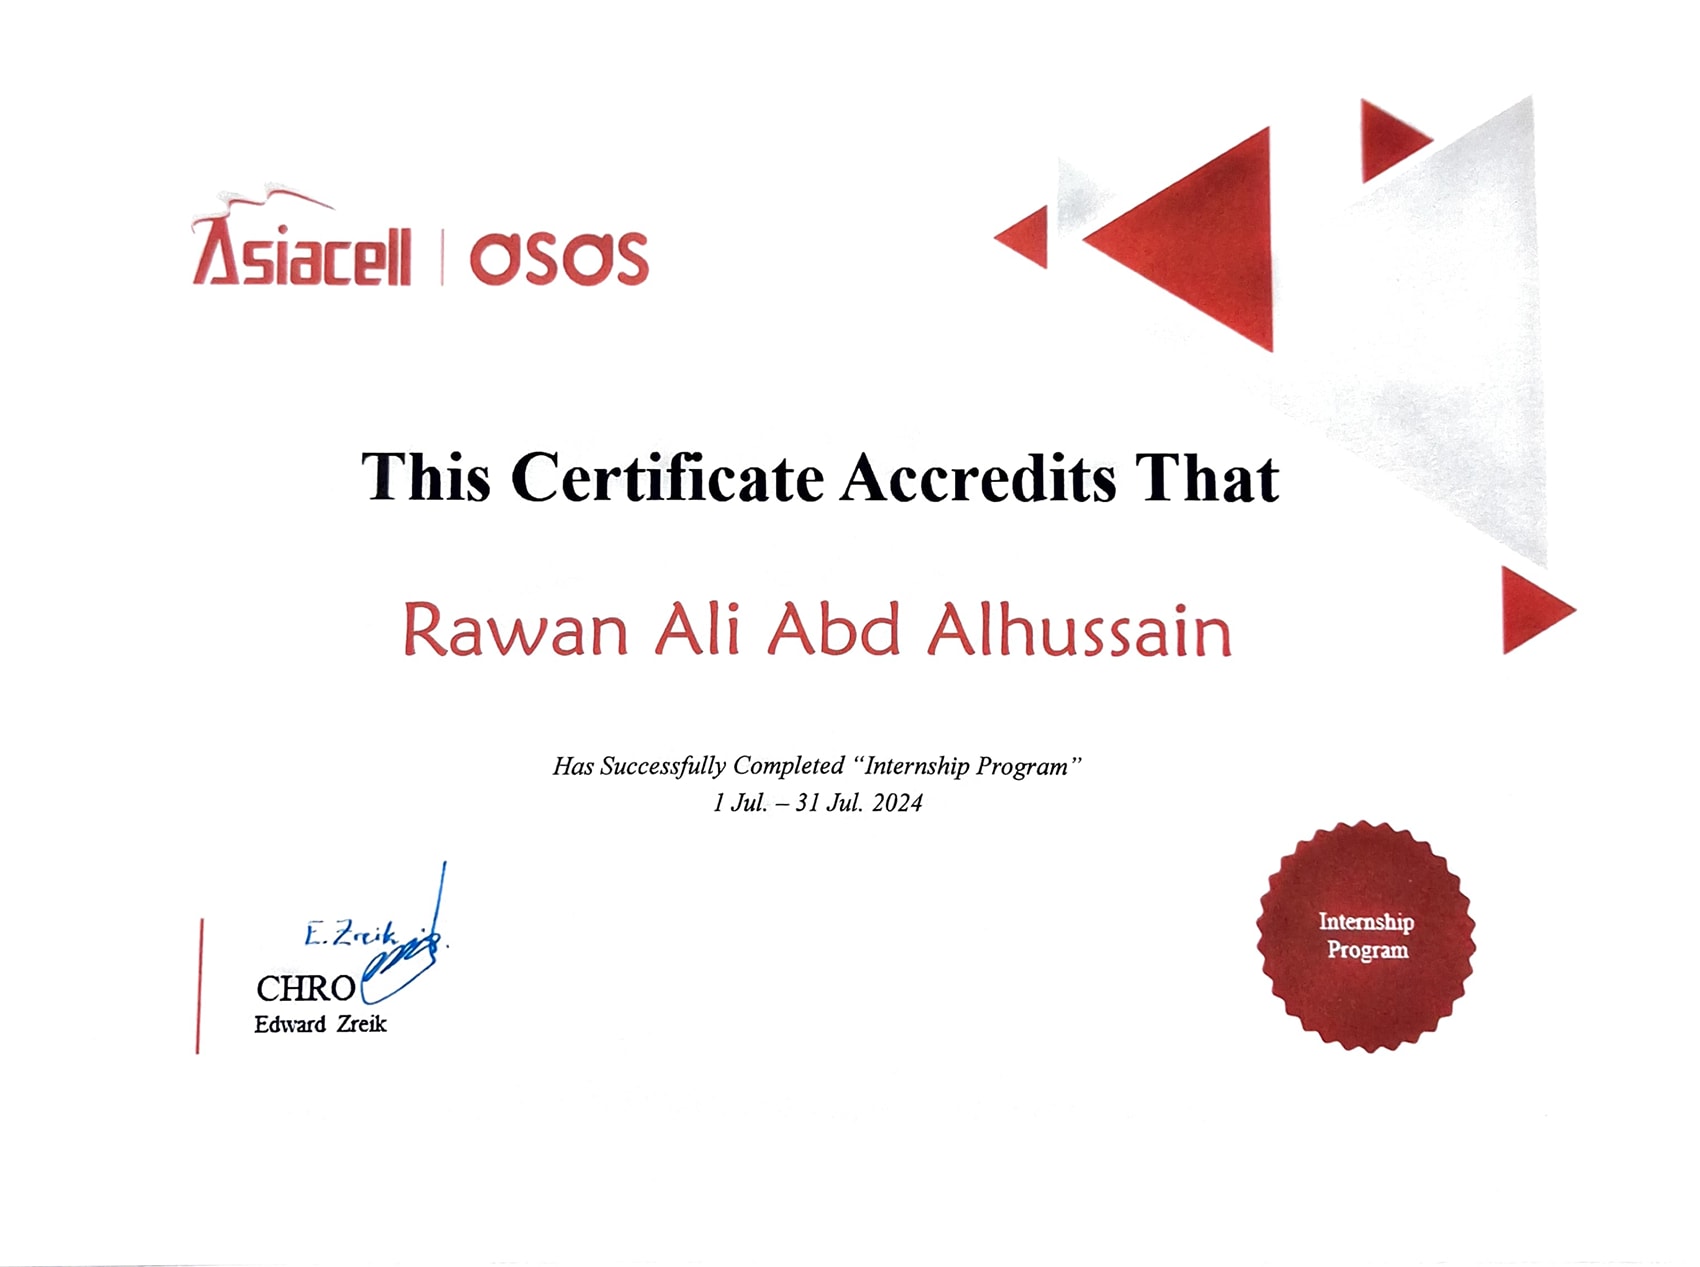 Asiacell | asas
This Certificate Accredits That
Rawan Ali Abd Alhussain
Has Successfully Completed “Internship Program”
1 Jul. – 31 Jul. 2024
E. Zreik
CHRO
Edward Zreik
Internship
Program